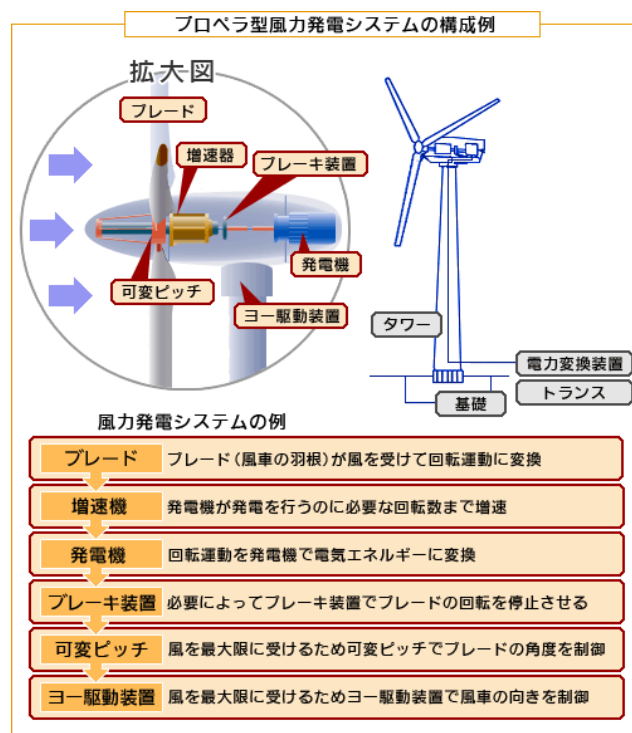 プロペラ型風力発電システムの構成例
拡大図
ブレード
増速器
ブレーキ装置
発電機
可変ピッチ
ヨー駆動装置
タワー
電力変換装置
トランス
基礎
風力発電システムの例
ブレード ブレード(風車の羽根)が風を受けて回転運動に変換
増速機 発電機が発電を行うのに必要な回転数まで増速
発電機 回転運動を発電機で電気エネルギーに変換
ブレーキ装置 必要によってブレーキ装置でブレードの回転を停止させる
可変ピッチ 風を最大限に受けるため可変ピッチでブレードの角度を制御
ヨー駆動装置 風を最大限に受けるためヨー駆動装置で風車の向きを制御